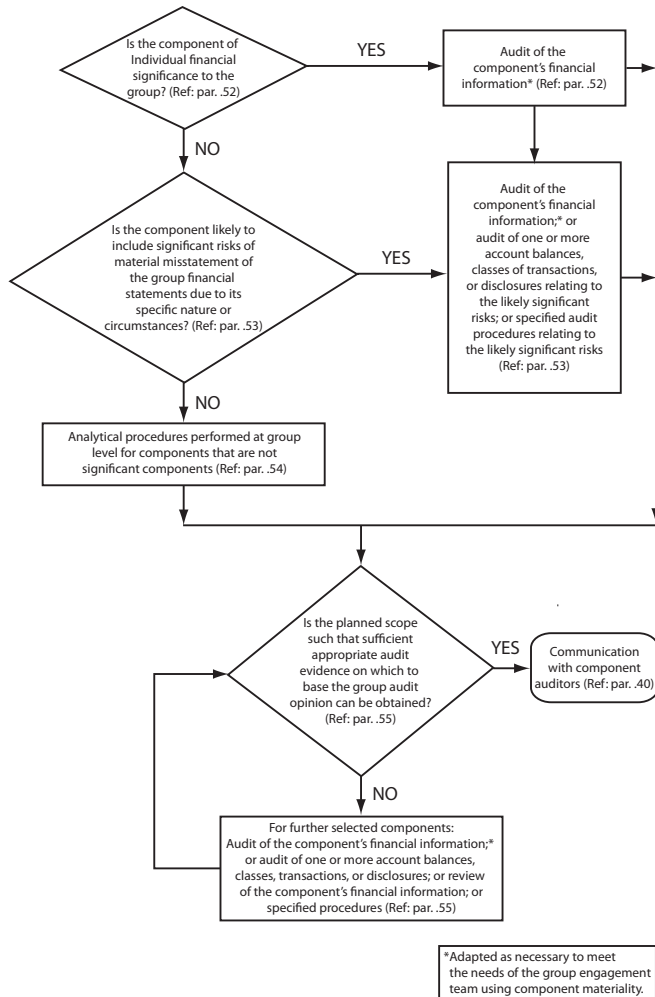 Is the component of
Individual financial
significance to the
group? (Ref: par. .52)
YES
Audit of the
component's financial
information* (Ref: par. .52)
NO
Is the component likely to
include significant risks of
material misstatement of
the group financial
statements due to its
specific nature or
circumstances? (Ref: par. .53)
YES
Audit of the
component's financial
information;* or
audit of one or more
account balances,
classes of transactions,
or disclosures relating to
the likely significant
risks; or specified audit
procedures relating to
the likely significant risks
(Ref: par. .53)
NO
Analytical procedures performed at group
level for components that are not
significant components (Ref: par. .54)
Is the planned scope
such that sufficient
appropriate audit
evidence on which to
base the group audit
opinion can be obtained?
(Ref: par. .55)
YES
Communication
with component
auditors (Ref: par. .40)
NO
For further selected components:
Audit of the component's financial information;*
or audit of one or more account balances,
classes, transactions, or disclosures; or review
of the component's financial information; or
specified procedures (Ref: par. .55)
*Adapted as necessary to meet
the needs of the group engagement
team using component materiality.